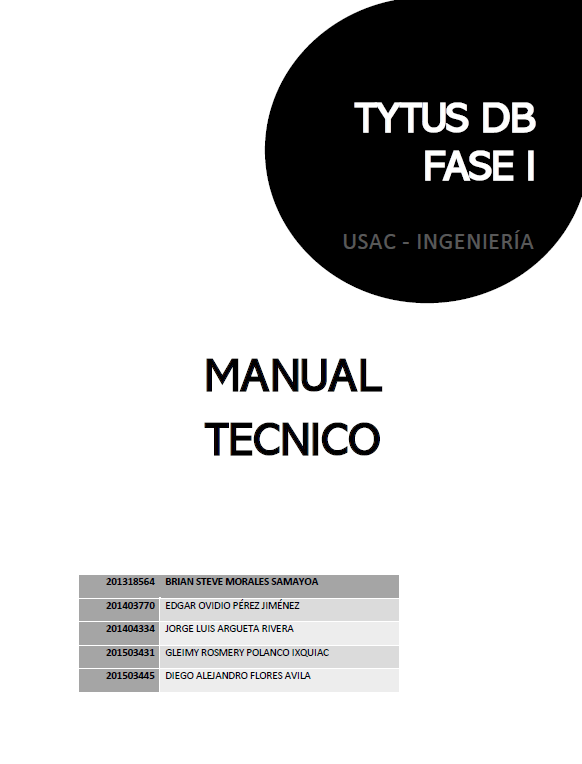 TYTUS DB
FASE I
USAC - INGENIERÍA
MANUAL
TECNICO
201318564 BRIAN STEVE MORALES SAMAYOA
201403770 EDGAR OVIDIO PÉREZ JIMÉNEZ
201404334 JORGE LUIS ARGUETA RIVERA
201503431 GLEIMY ROSMERY POLANCO IXQUIAC
201503445 DIEGO ALEJANDRO FLORES AVILA